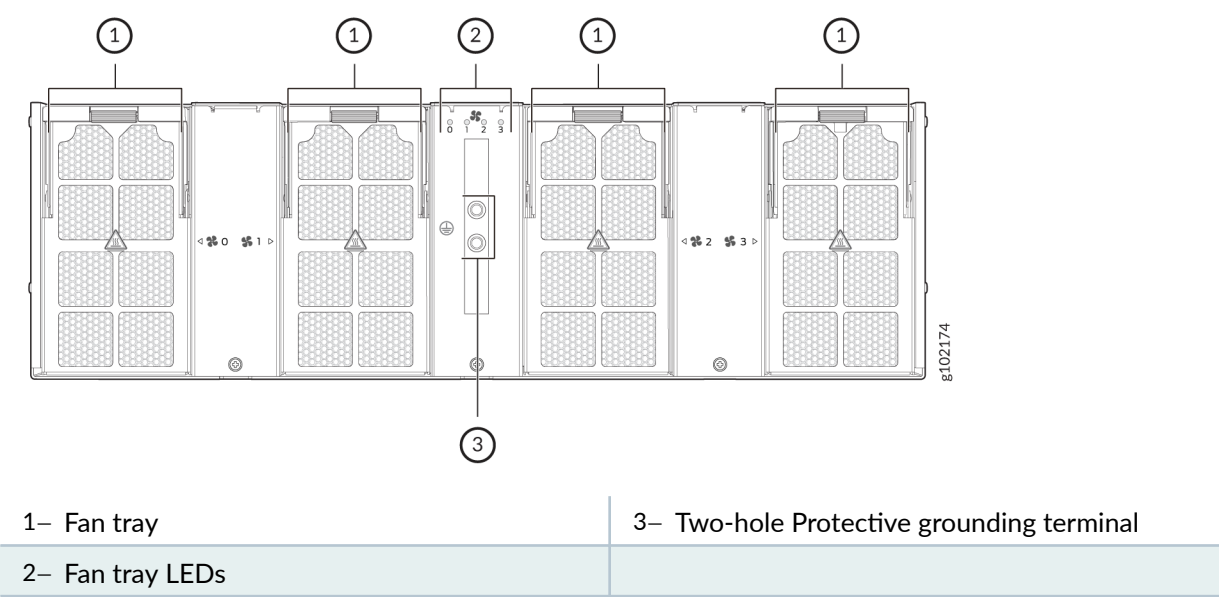 1 1 2 1 1
0 1 2 3
0 1 2 3
g102174
3
1– Fan tray
3– Two-hole Protective grounding terminal
2– Fan tray LEDs